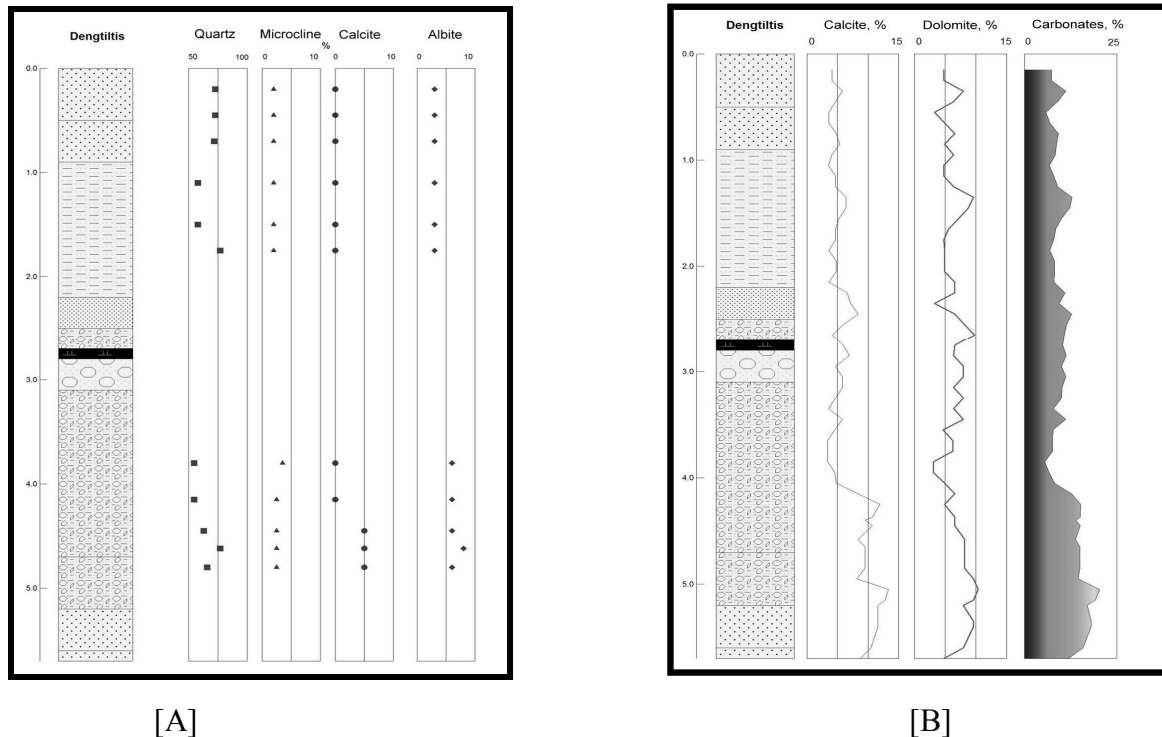 Dengtiltis
Quartz Microcline Calcite Albite
%
50 100 0 10 0 10 0 10
0.0
1.0
2.0
3.0
4.0
5.0
[A]
Dengtiltis
Calcite, % Dolomite, % Carbonates, %
0 15 0 15 0 25
0.0
1.0
2.0
3.0
4.0
5.0
[B]